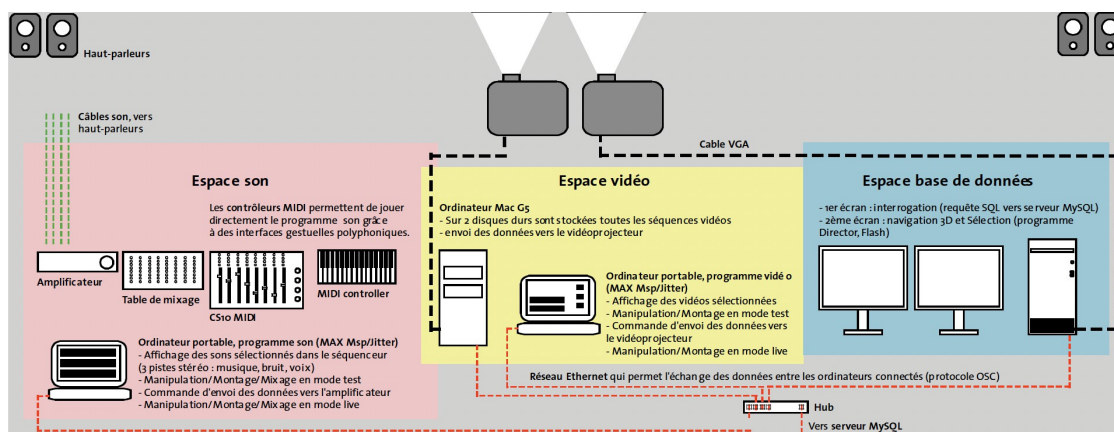 Haut-parleurs
Câbles son, vers
haut-parleurs
Cable VGA
Espace son
Les contrôleurs MIDI permettent de jouer
directement le programme son grâce
à des interfaces gestuelles polyphoniques.
Amplificateur
Table de mixage
CS10 MIDI
MIDI controller
Ordinateur portable, programme son (MAX Msp/Jitter)
- Affichage des sons sélectionnés dans le séquenceur
(3 pistes stéréo : musique, bruit, voix)
- Manipulation/Montage/Mixage en mode test
- Commande d'envoi des données vers l'amplificateur
- Manipulation/Montage/Mixage en mode live
Espace vidéo
Ordinateur Mac G5
- Sur 2 disques durs sont stockées toutes les séquences vidéos
- envoi des données vers le vidéoprojecteur
Ordinateur portable, programme vidéo
(MAX Msp/Jitter)
- Affichage des vidéos sélectionnées
- Manipulation/Montage en mode test
- Commande d'envoi des données vers
le vidéoprojecteur
- Manipulation/Montage en mode live
Espace base de données
- 1er écran : interrogation (requête SQL vers serveur MySQL)
- 2ème écran : navigation 3D et Sélection (programme
Director, Flash)
Réseau Ethernet qui permet l'échange des données entre les ordinateurs connectés (protocole OSC)
Hub
Vers serveur MySQL